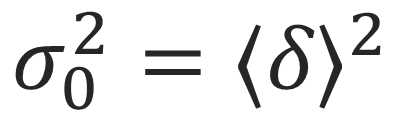 σ₀² = ⟨δ⟩²